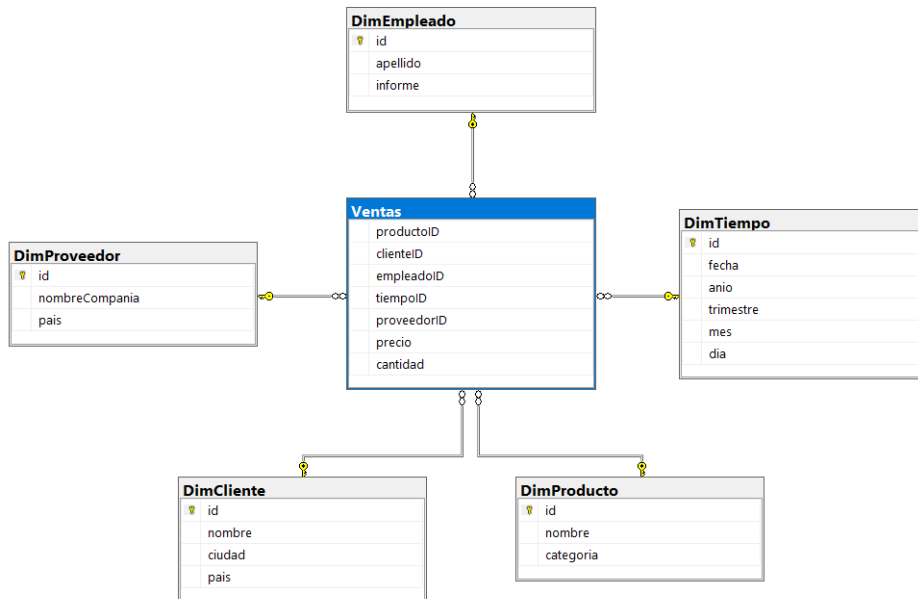 DimEmpleado
id
apellido
informe
Ventas
productoID
clienteID
empleadoID
tiempoID
proveedorID
precio
cantidad
DimTiempo
id
fecha
anio
trimestre
mes
dia
DimProveedor
id
nombreCompania
pais
DimCliente
id
nombre
ciudad
pais
DimProducto
id
nombre
categoria